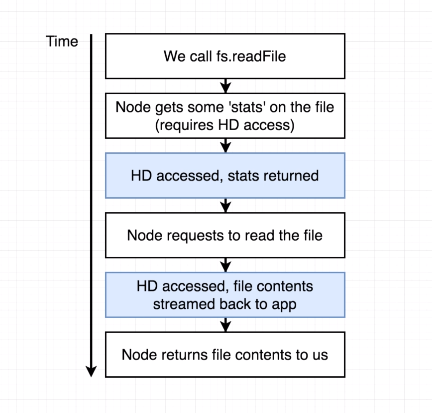 Time
We call fs.readFile
Node gets some 'stats' on the file
(requires HD access)
HD accessed, stats returned
Node requests to read the file
HD accessed, file contents
streamed back to app
Node returns file contents to us